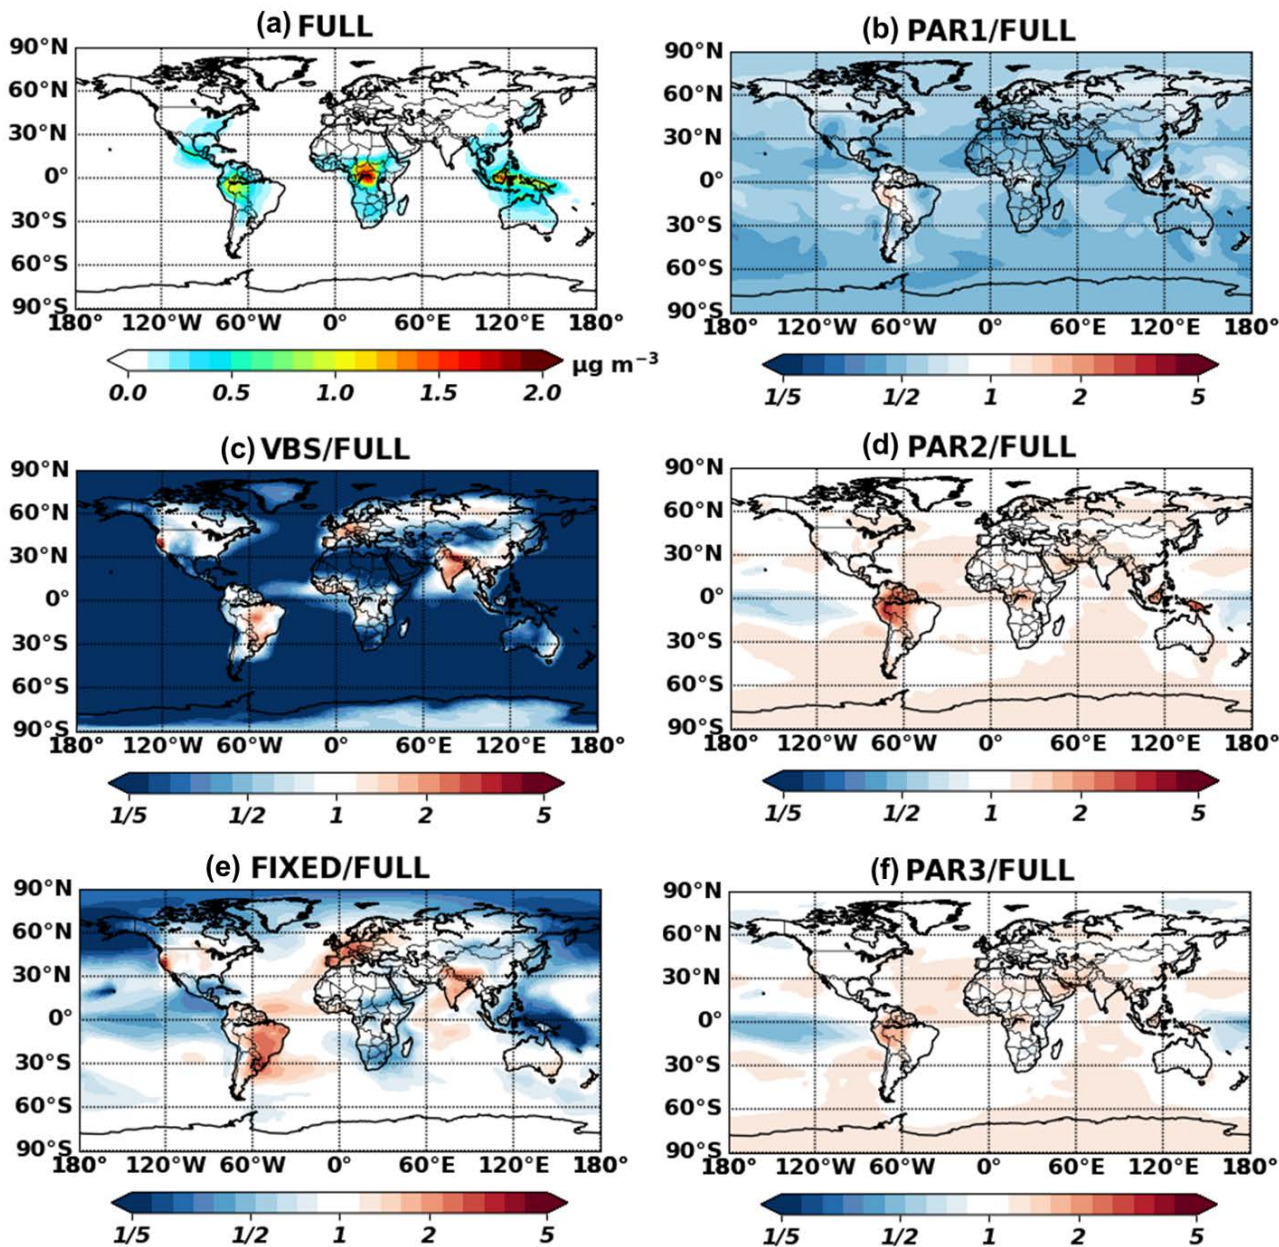 (a) FULL
90°N
60°N
30°N
0°
30°S
60°S
90°S
180° 120°W 60°W 0° 60°E 120°E 180°
0.0 0.5 1.0 1.5 2.0
μg m⁻³
(b) PAR1/FULL
90°N
60°N
30°N
0°
30°S
60°S
90°S
180° 120°W 60°W 0° 60°E 120°E 180°
1/5 1/2 1 2 5
(c) VBS/FULL
90°N
60°N
30°N
0°
30°S
60°S
90°S
180° 120°W 60°W 0° 60°E 120°E 180°
1/5 1/2 1 2 5
(d) PAR2/FULL
90°N
60°N
30°N
0°
30°S
60°S
90°S
180° 120°W 60°W 0° 60°E 120°E 180°
1/5 1/2 1 2 5
(e) FIXED/FULL
90°N
60°N
30°N
0°
30°S
60°S
90°S
180° 120°W 60°W 0° 60°E 120°E 180°
1/5 1/2 1 2 5
(f) PAR3/FULL
90°N
60°N
30°N
0°
30°S
60°S
90°S
180° 120°W 60°W 0° 60°E 120°E 180°
1/5 1/2 1 2 5